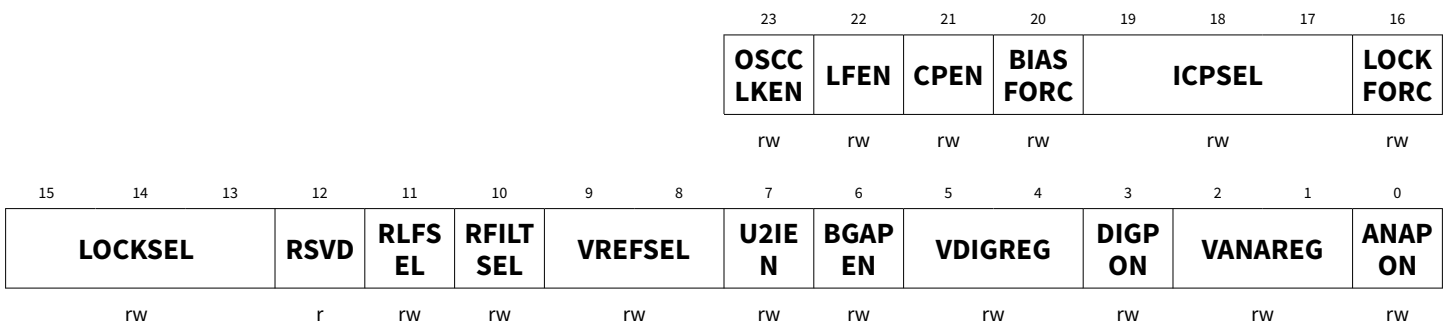 23 22 21 20 19 18 17 16
OSCC LKEN LFEN CPEN BIAS FORC ICPSEL LOCK FORC
rw rw rw rw rw rw
15 14 13 12 11 10 9 8 7 6 5 4 3 2 1 0
LOCKSEL RSVD RLFS EL RFILT SEL VREFSEL U2IE N BGAP EN VDIGREG DIGP ON VANAREG ANAP ON
rw r rw rw rw rw rw rw rw rw rw